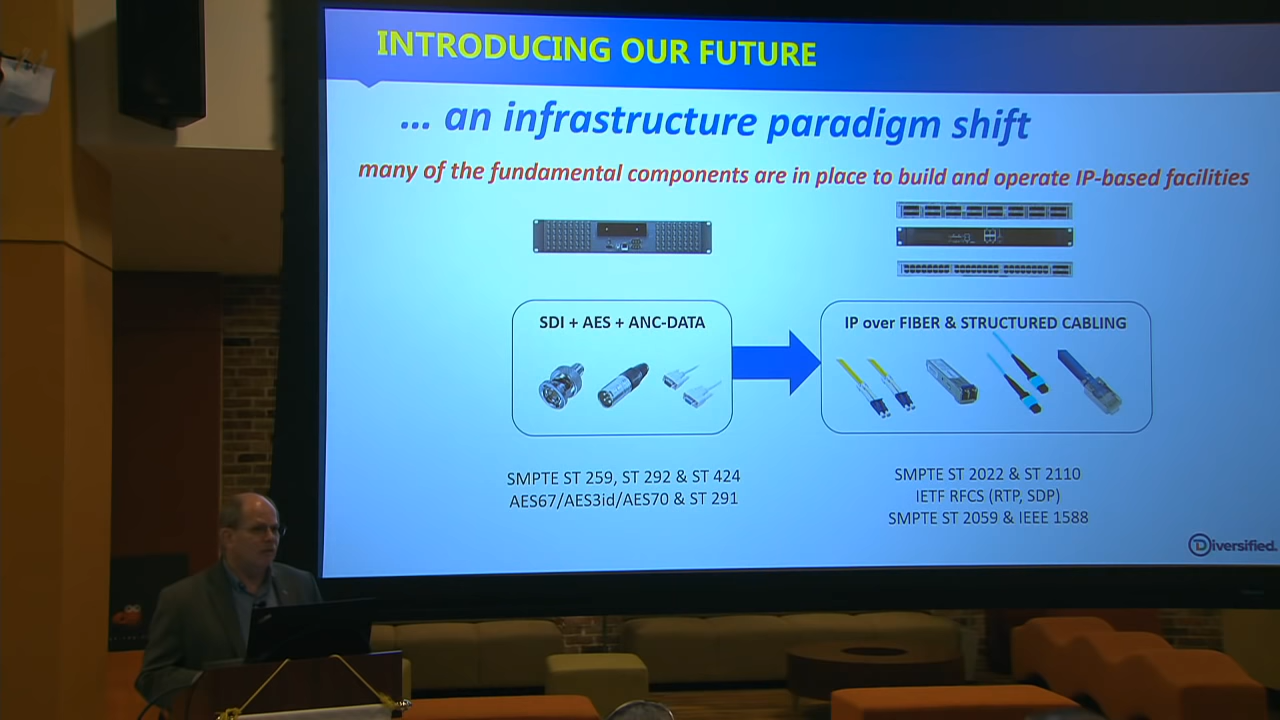 INTRODUCING OUR FUTURE
... an infrastructure paradigm shift
many of the fundamental components are in place to build and operate IP-based facilities
SDI + AES + ANC-DATA
IP over FIBER & STRUCTURED CABLING
SMPTE ST 259, ST 292 & ST 424
AES67/AES3id/AES70 & ST 291
SMPTE ST 2022 & ST 2110
IETF RFCS (RTP, SDP)
SMPTE ST 2059 & IEEE 1588
Diversified.